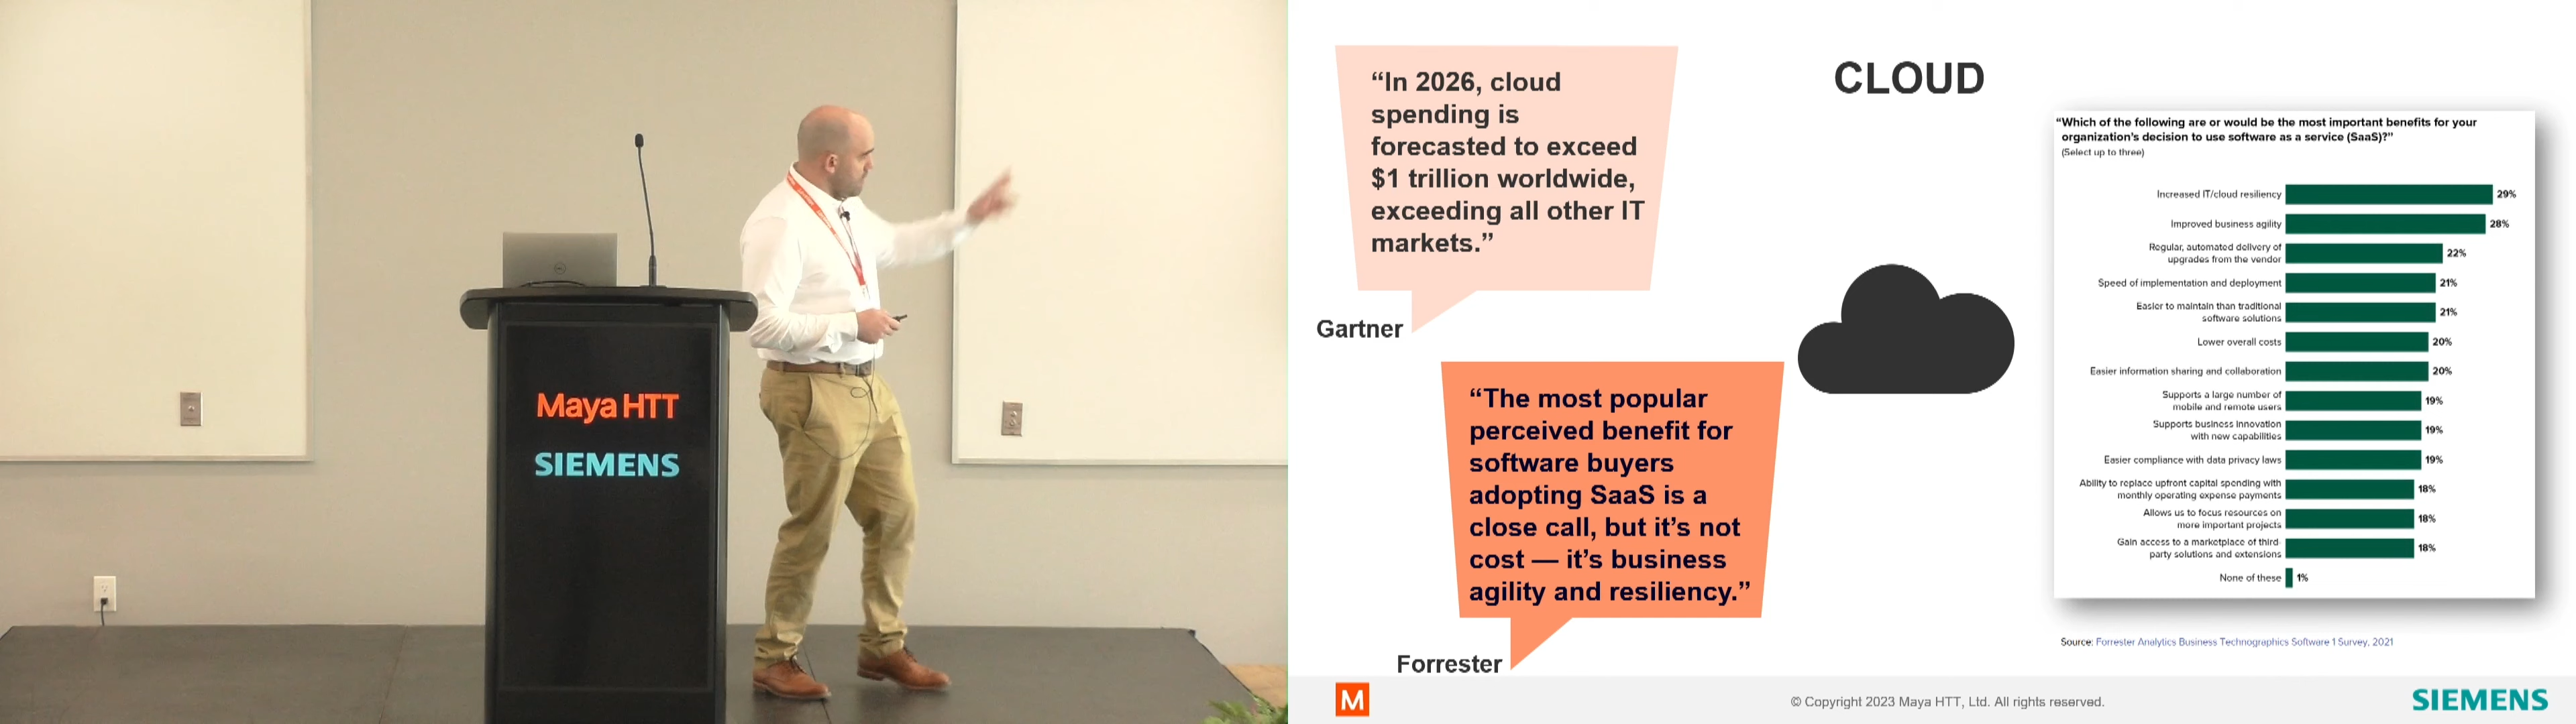 Maya HTT
SIEMENS
“In 2026, cloud
spending is
forecasted to exceed
$1 trillion worldwide,
exceeding all other IT
markets.”
Gartner
“The most popular
perceived benefit for
software buyers
adopting SaaS is a
close call, but it’s not
cost — it’s business
agility and resiliency.”
Forrester
CLOUD
“Which of the following are or would be the most important benefits for your
organization’s decision to use software as a service (SaaS)?”
(Select up to three)
Increased IT/cloud resiliency 29%
Improved business agility 28%
Regular, automated delivery of
upgrades from the vendor 22%
Speed of implementation and deployment 21%
Easier to maintain than traditional
software solutions 21%
Lower overall costs 20%
Easier information sharing and collaboration 20%
Supports a large number of
mobile and remote users 19%
Supports business innovation
with new capabilities 19%
Easier compliance with data privacy laws 19%
Ability to replace upfront capital spending with
monthly operating expense payments 18%
Allows us to focus resources on
more important projects 18%
Gain access to a marketplace of third-
party solutions and extensions 18%
None of these 1%
Source: Forrester Analytics Business Technographics Software 1 Survey, 2021
M
© Copyright 2023 Maya HTT, Ltd. All rights reserved.
SIEMENS